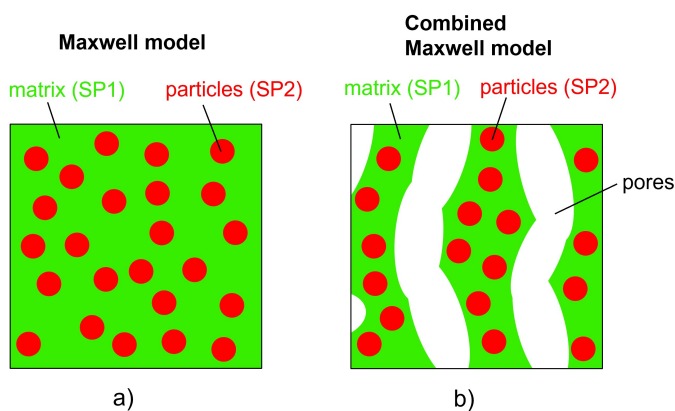 Maxwell model
matrix (SP1)
particles (SP2)
a)
Combined
Maxwell model
matrix (SP1)
particles (SP2)
pores
b)